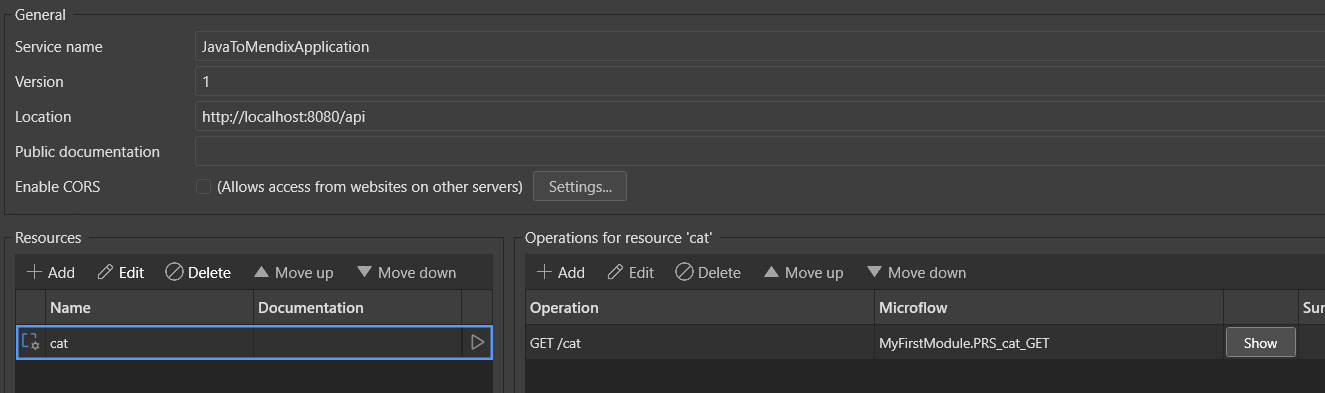 General
Service name JavaToMendixApplication
Version 1
Location http://localhost:8080/api
Public documentation
Enable CORS (Allows access from websites on other servers) Settings...
Resources Operations for resource 'cat'
Add Edit Delete Move up Move down Add Edit Delete Move up Move down
Name Documentation Operation Microflow
cat GET /cat MyFirstModule.PRS_cat_GET Show